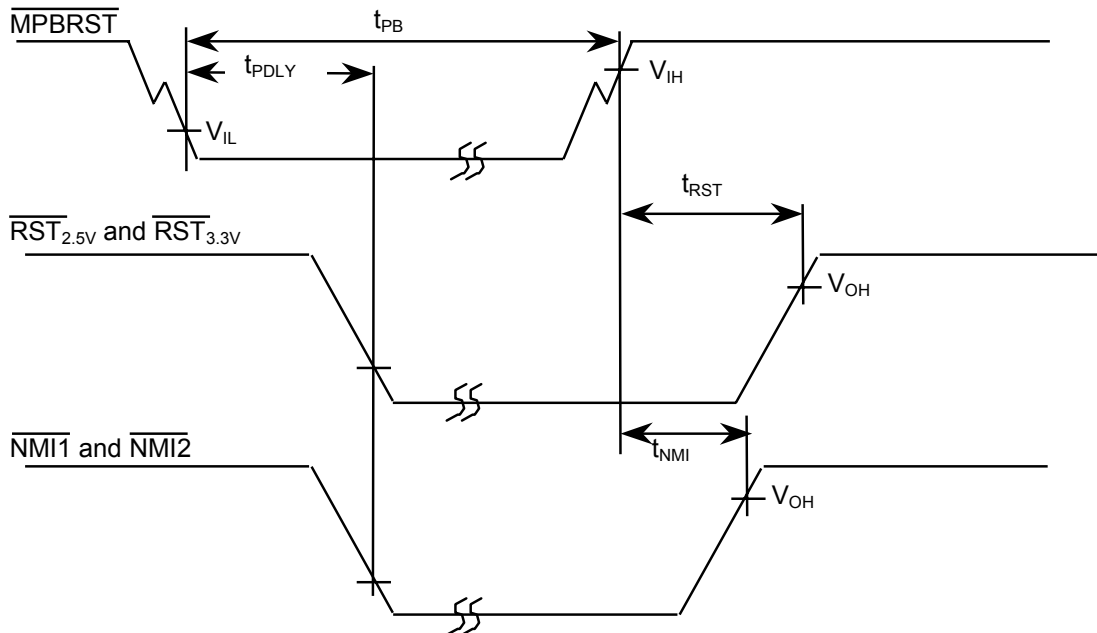 MPBRST
tPB
tPDLY
VIH
VIL
tRST
RST2.5V and RST3.3V
VOH
NMI1 and NMI2
tNMI
VOH